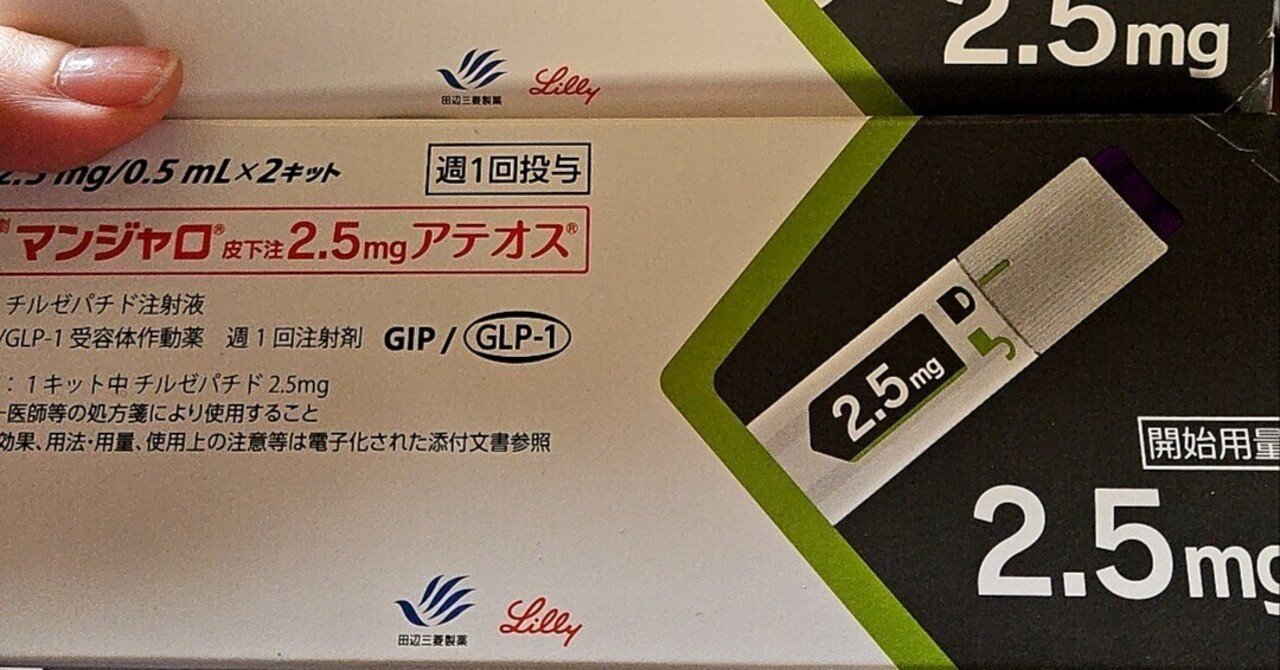 2.5mg
田辺三菱製薬 Lilly
2.5 mg/0.5 mL×2キット
週1回投与
マンジャロ® 皮下注2.5mgアテオス®
チルゼパチド注射液
/GLP-1 受容体作動薬 週1回注射剤 GIP / GLP-1
: 1キット中 チルゼパチド 2.5mg
医師等の処方箋により使用すること
効果、用法・用量、使用上の注意等は電子化された添付文書参照
2.5 mg
開始用量
2.5mg
田辺三菱製薬 Lilly